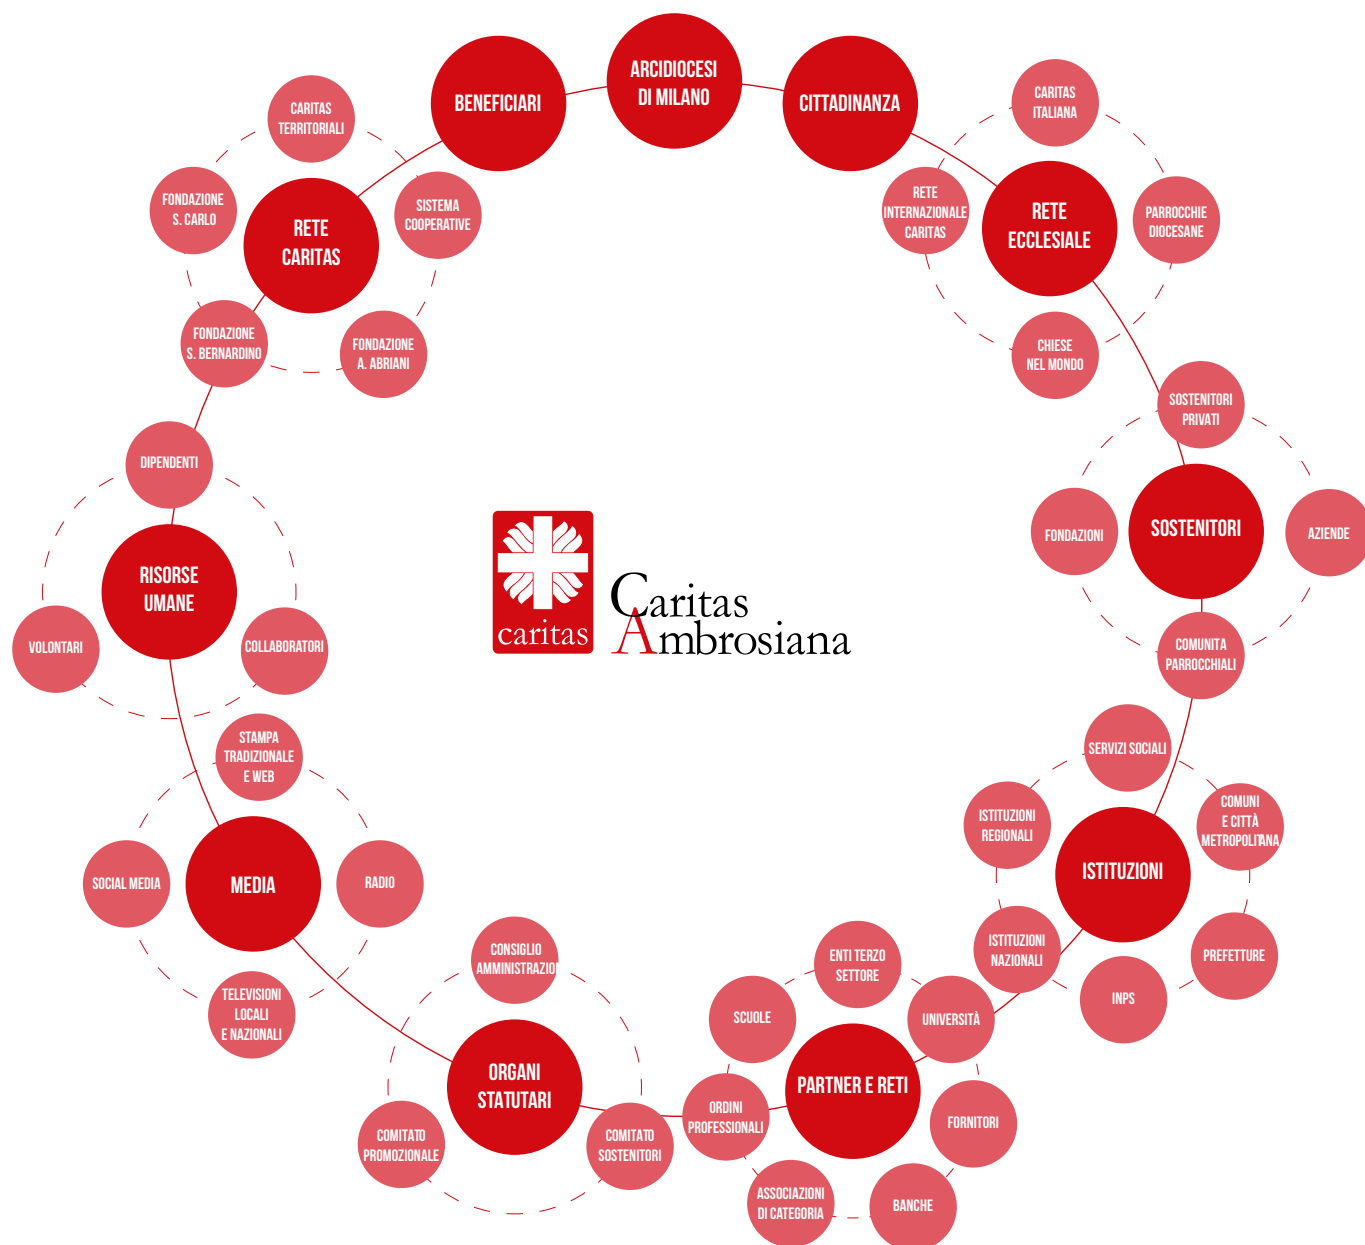 ARCIDIOCESI
DI MILANO
CITTADINANZA
RETE
ECCLESIALE
CARITAS
ITALIANA
PARROCCHIE
DIOCESANE
CHIESE
NEL MONDO
RETE
INTERNAZIONALE
CARITAS
SOSTENITORI
SOSTENITORI
PRIVATI
AZIENDE
COMUNITA
PARROCCHIALI
FONDAZIONI
ISTITUZIONI
SERVIZI SOCIALI
COMUNI
E CITTÀ
METROPOLITANA
PREFETTURE
INPS
ISTITUZIONI
NAZIONALI
ISTITUZIONI
REGIONALI
PARTNER E RETI
ENTI TERZO
SETTORE
UNIVERSITÀ
FORNITORI
BANCHE
ASSOCIAZIONI
DI CATEGORIA
ORDINI
PROFESSIONALI
SCUOLE
ORGANI
STATUTARI
CONSIGLIO
AMMINISTRAZIO
COMITATO
SOSTENITORI
COMITATO
PROMOZIONALE
MEDIA
STAMPA
TRADIZIONALE
E WEB
RADIO
TELEVISIONI
LOCALI
E NAZIONALI
SOCIAL MEDIA
RISORSE
UMANE
DIPENDENTI
COLLABORATORI
VOLONTARI
RETE
CARITAS
CARITAS
TERRITORIALI
SISTEMA
COOPERATIVE
FONDAZIONE
A. ABRIANI
FONDAZIONE
S. BERNARDINO
FONDAZIONE
S. CARLO
BENEFICIARI
caritas
Caritas
Ambrosiana